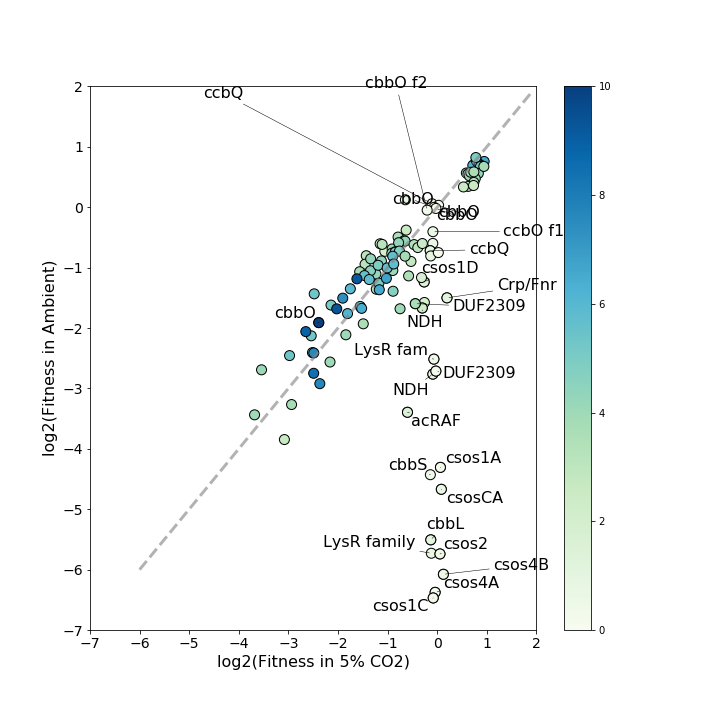 cbbO f2
ccbQ
cbbO
cbbO
cbbO
ccbO f1
ccbQ
csos1D
Crp/Fnr
DUF2309
cbbO
NDH
LysR fam
DUF2309
NDH
acRAF
csos1A
cbbS
csosCA
cbbL
LysR family
csos2
csos4B
csos4A
csos1C
2
1
0
−1
−2
−3
−4
−5
−6
−7
log2(Fitness in Ambient)
−7 −6 −5 −4 −3 −2 −1 0 1 2
log2(Fitness in 5% CO2)
10
8
6
4
2
0